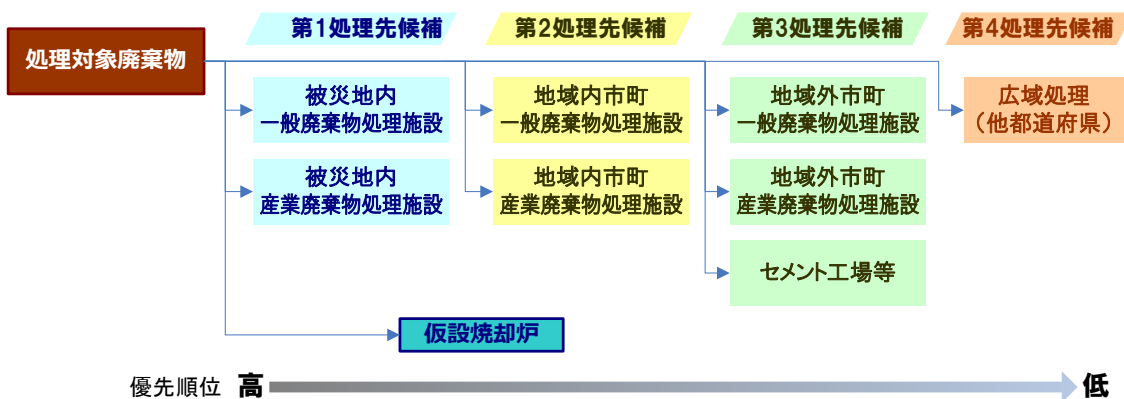 第1処理先候補
第2処理先候補
第3処理先候補
第4処理先候補
処理対象廃棄物
被災地内
一般廃棄物処理施設
地域内市町
一般廃棄物処理施設
地域外市町
一般廃棄物処理施設
広域処理
(他都道府県)
被災地内
産業廃棄物処理施設
地域内市町
産業廃棄物処理施設
地域外市町
産業廃棄物処理施設
セメント工場等
仮設焼却炉
優先順位 高 低